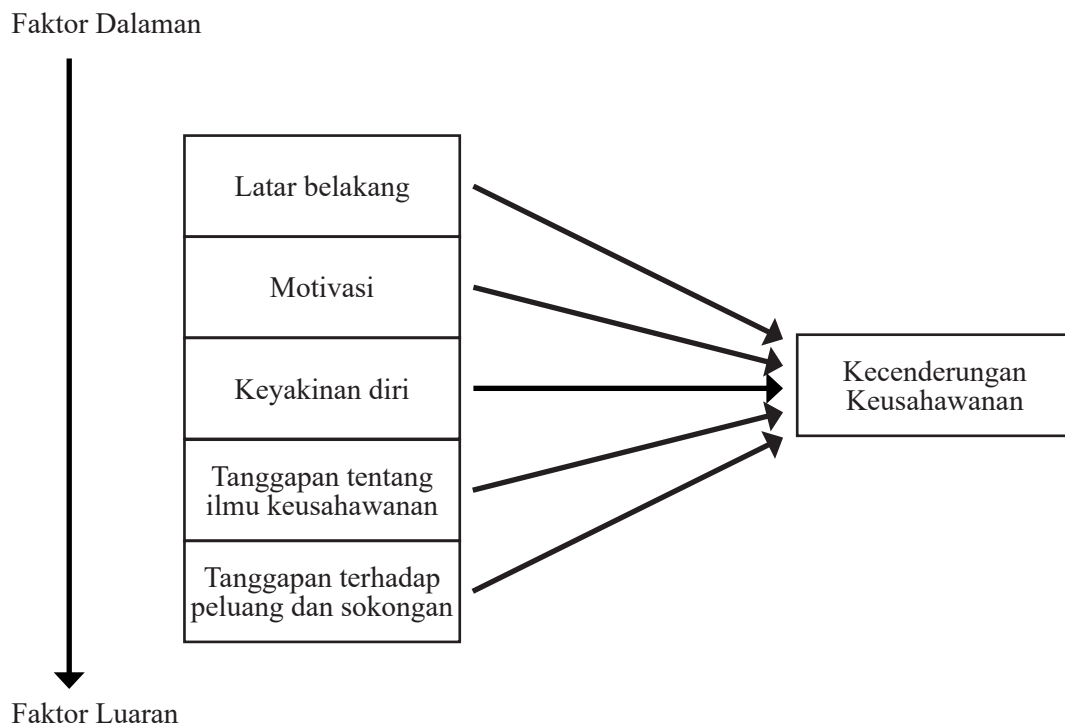 Faktor Dalaman
Latar belakang
Motivasi
Keyakinan diri
Tanggapan tentang
ilmu keusahawanan
Tanggapan terhadap
peluang dan sokongan
Kecenderungan
Keusahawanan
Faktor Luaran